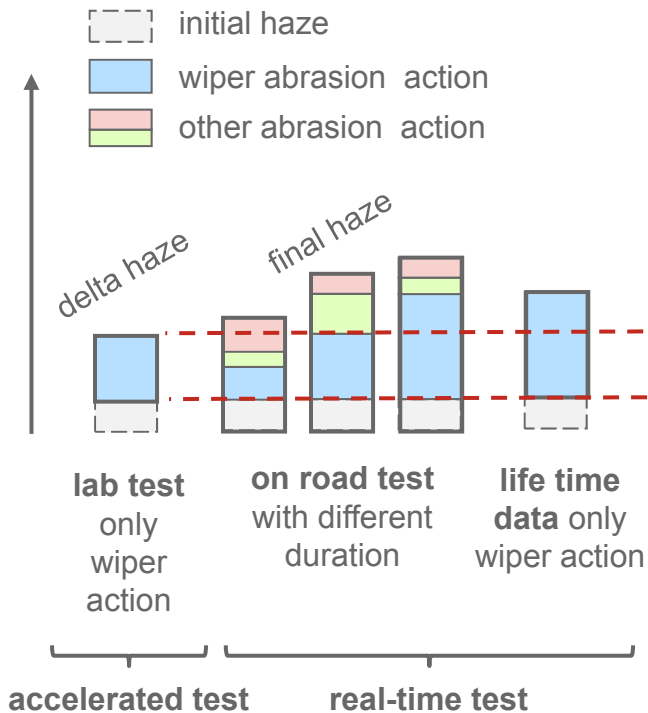 initial haze
wiper abrasion action
other abrasion action
delta haze
final haze
lab test
only
wiper
action
on road test
with different
duration
life time
data only
wiper action
accelerated test
real-time test